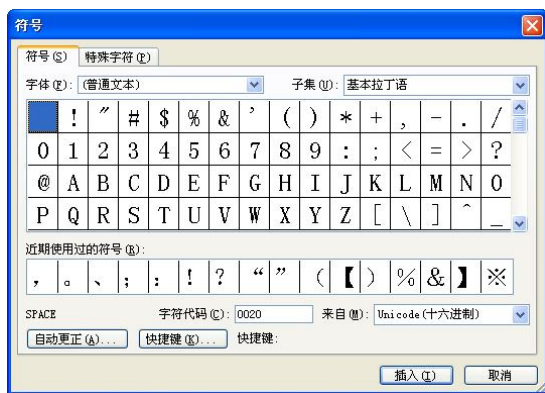 符号
符号(S) 特殊字符(P)
字体(F): (普通文本) 子集(U): 基本拉丁语
! ″ # $ % & ’ ( ) * + , - . /
0 1 2 3 4 5 6 7 8 9 : ; < = > ?
@ A B C D E F G H I J K L M N O
P Q R S T U V W X Y Z [ \ ] ^ _
近期使用过的符号(R):
, 。 、 ; : ! ? “ ” ( 【 ) % & 】 ※
SPACE 字符代码(C): 0020 来自(M): Unicode(十六进制)
自动更正(A)... 快捷键(K)... 快捷键:
插入(I) 取消